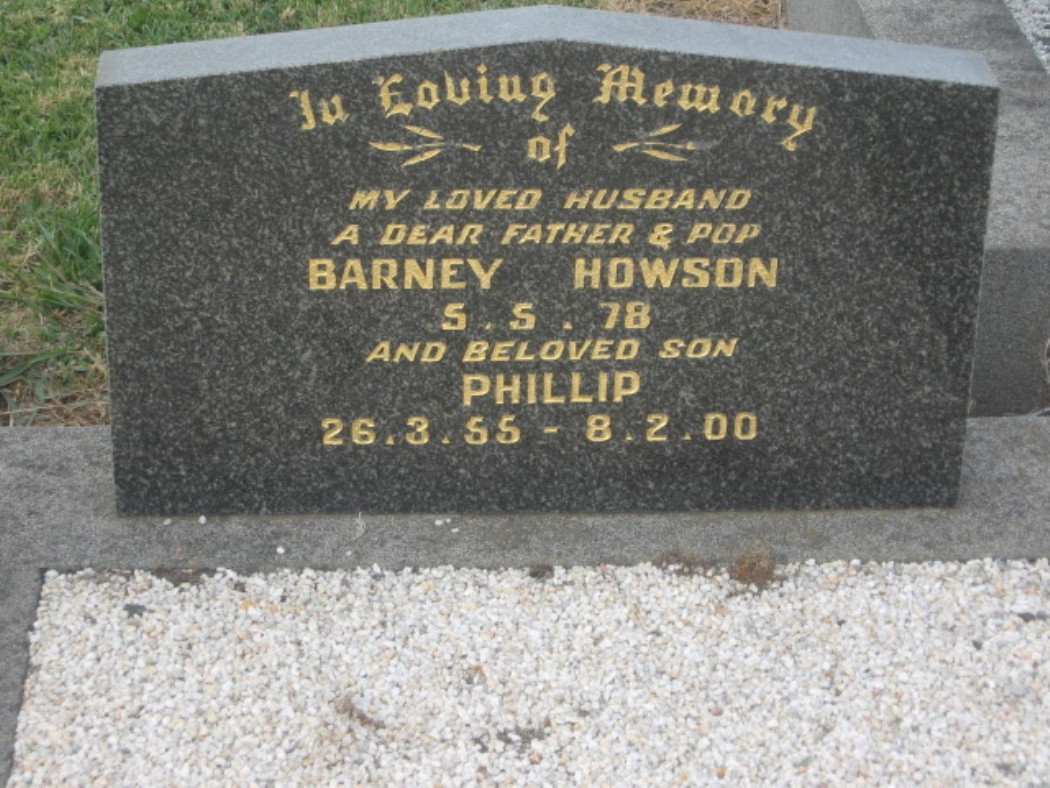 In Loving Memory
of
MY LOVED HUSBAND
A DEAR FATHER & POP
BARNEY HOWSON
5.5.78
AND BELOVED SON
PHILLIP
26.3.55 - 8.2.00